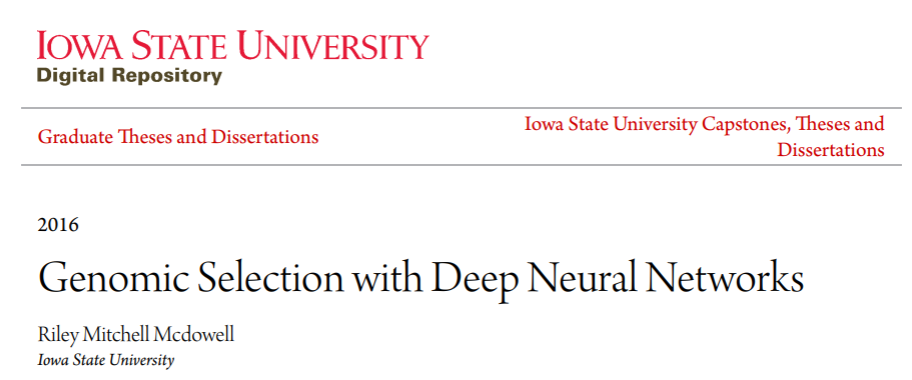 IOWA STATE UNIVERSITY
Digital Repository
Graduate Theses and Dissertations
Iowa State University Capstones, Theses and
Dissertations
2016
Genomic Selection with Deep Neural Networks
Riley Mitchell Mcdowell
Iowa State University